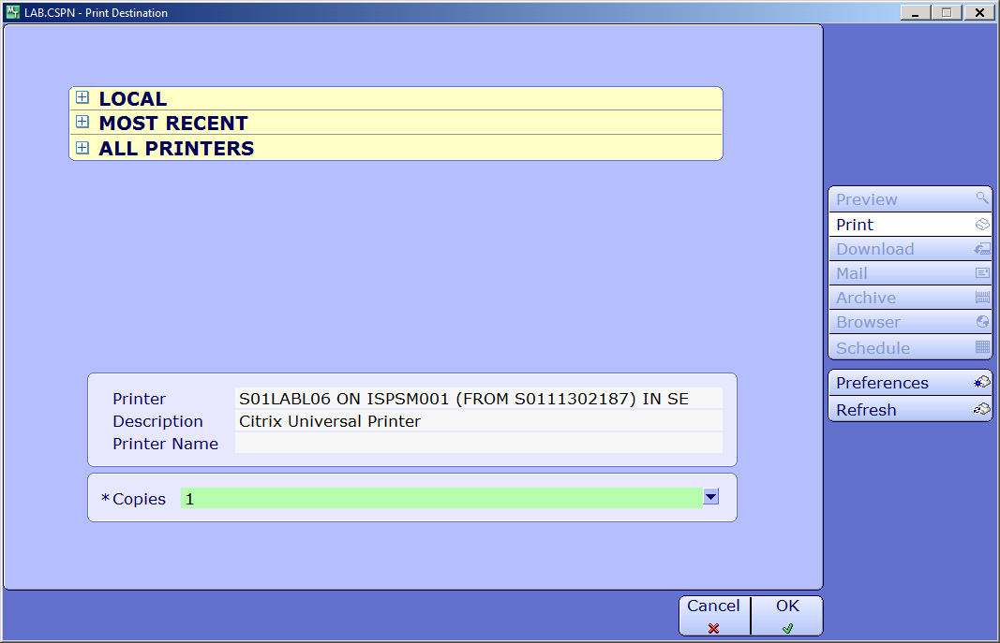 LAB.CSPN - Print Destination
LOCAL
MOST RECENT
ALL PRINTERS
Preview
Print
Download
Mail
Archive
Browser
Schedule
Preferences
Refresh
Printer S01LABL06 ON ISPSM001 (FROM S0111302187) IN SE
Description Citrix Universal Printer
Printer Name
*Copies 1
Cancel OK